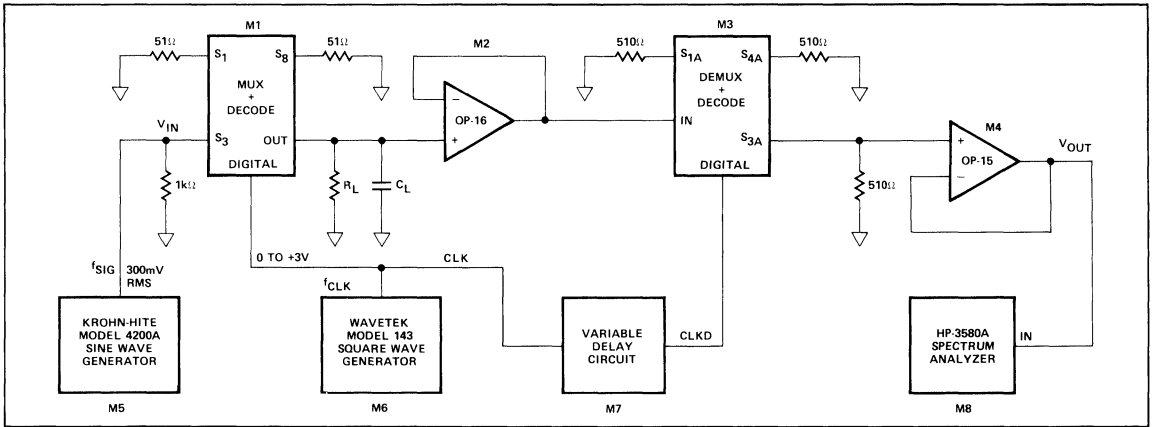 M1
51Ω
S1
S8
51Ω
MUX
+
DECODE
VIN
S3
OUT
DIGITAL
1kΩ
RL
CL
M2
−
OP-16
+
M3
510Ω
S1A
S4A
510Ω
DEMUX
+
DECODE
IN
S3A
DIGITAL
510Ω
M4
+
OP-15
−
VOUT
fSIG
300mV
RMS
0 TO +3V
CLK
fCLK
CLKD
IN
KROHN-HITE
MODEL 4200A
SINE WAVE
GENERATOR
M5
WAVETEK
MODEL 143
SQUARE WAVE
GENERATOR
M6
VARIABLE
DELAY
CIRCUIT
M7
HP-3580A
SPECTRUM
ANALYZER
M8